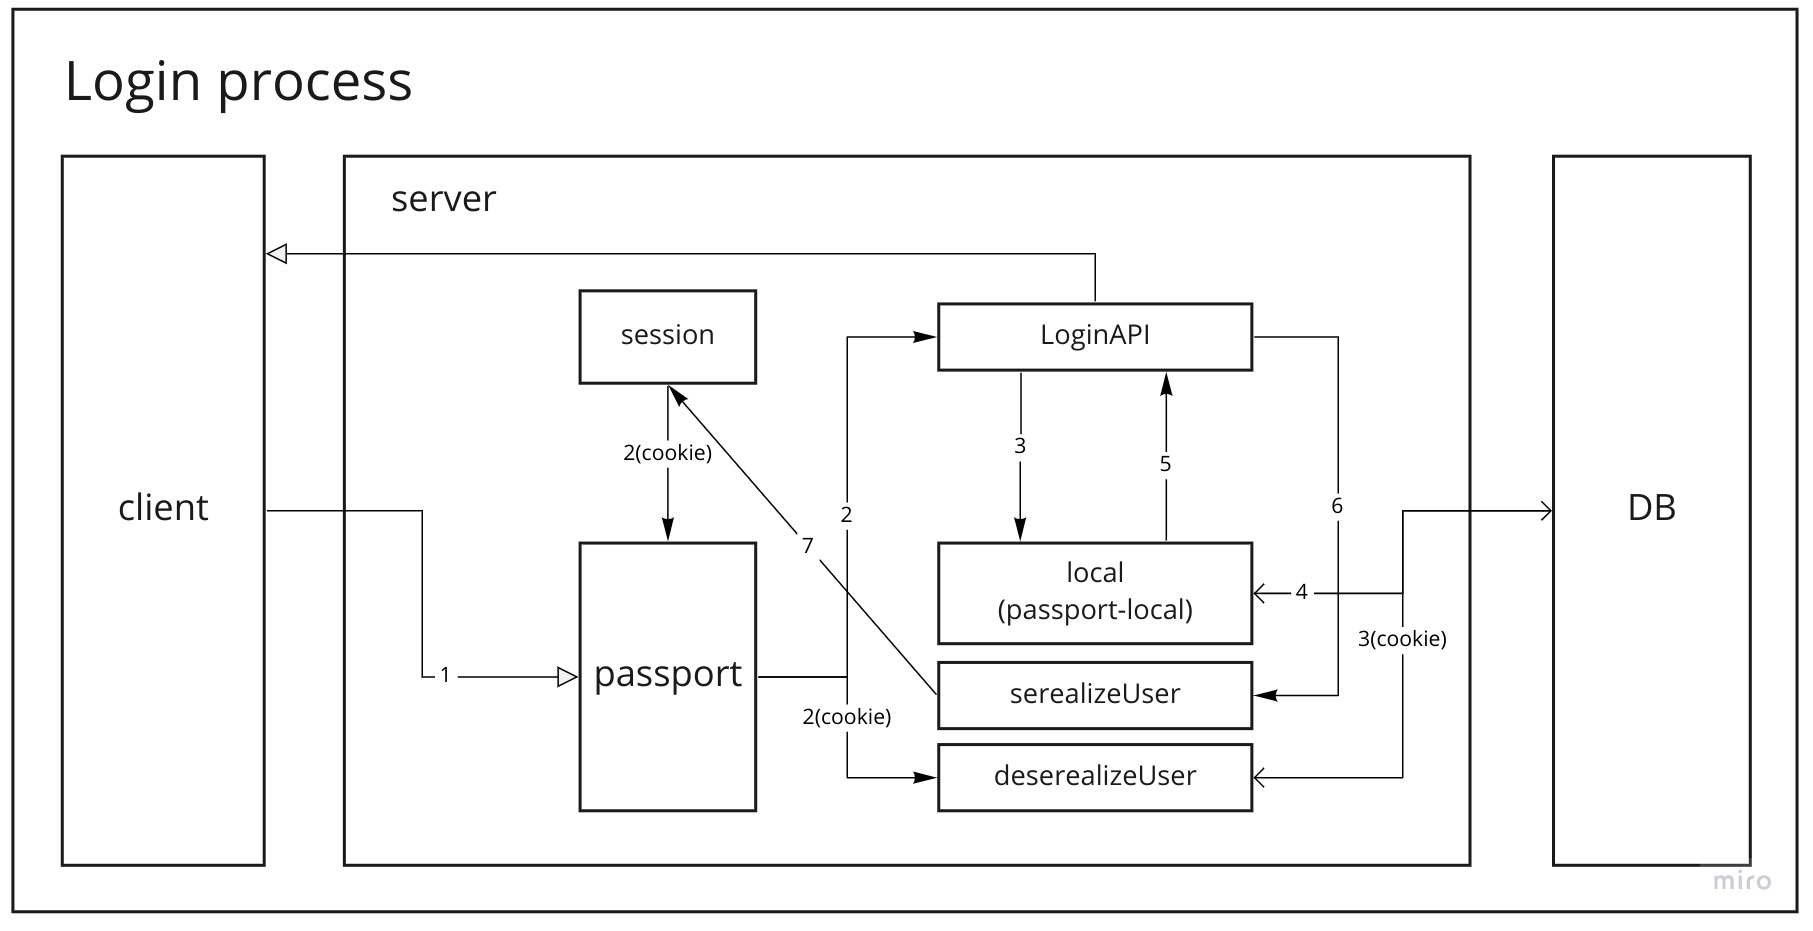 Login process
server
session
LoginAPI
2(cookie)
3
5
client
2
6
DB
7
local
(passport-local)
4
3(cookie)
1
passport
serealizeUser
2(cookie)
deserealizeUser
miro